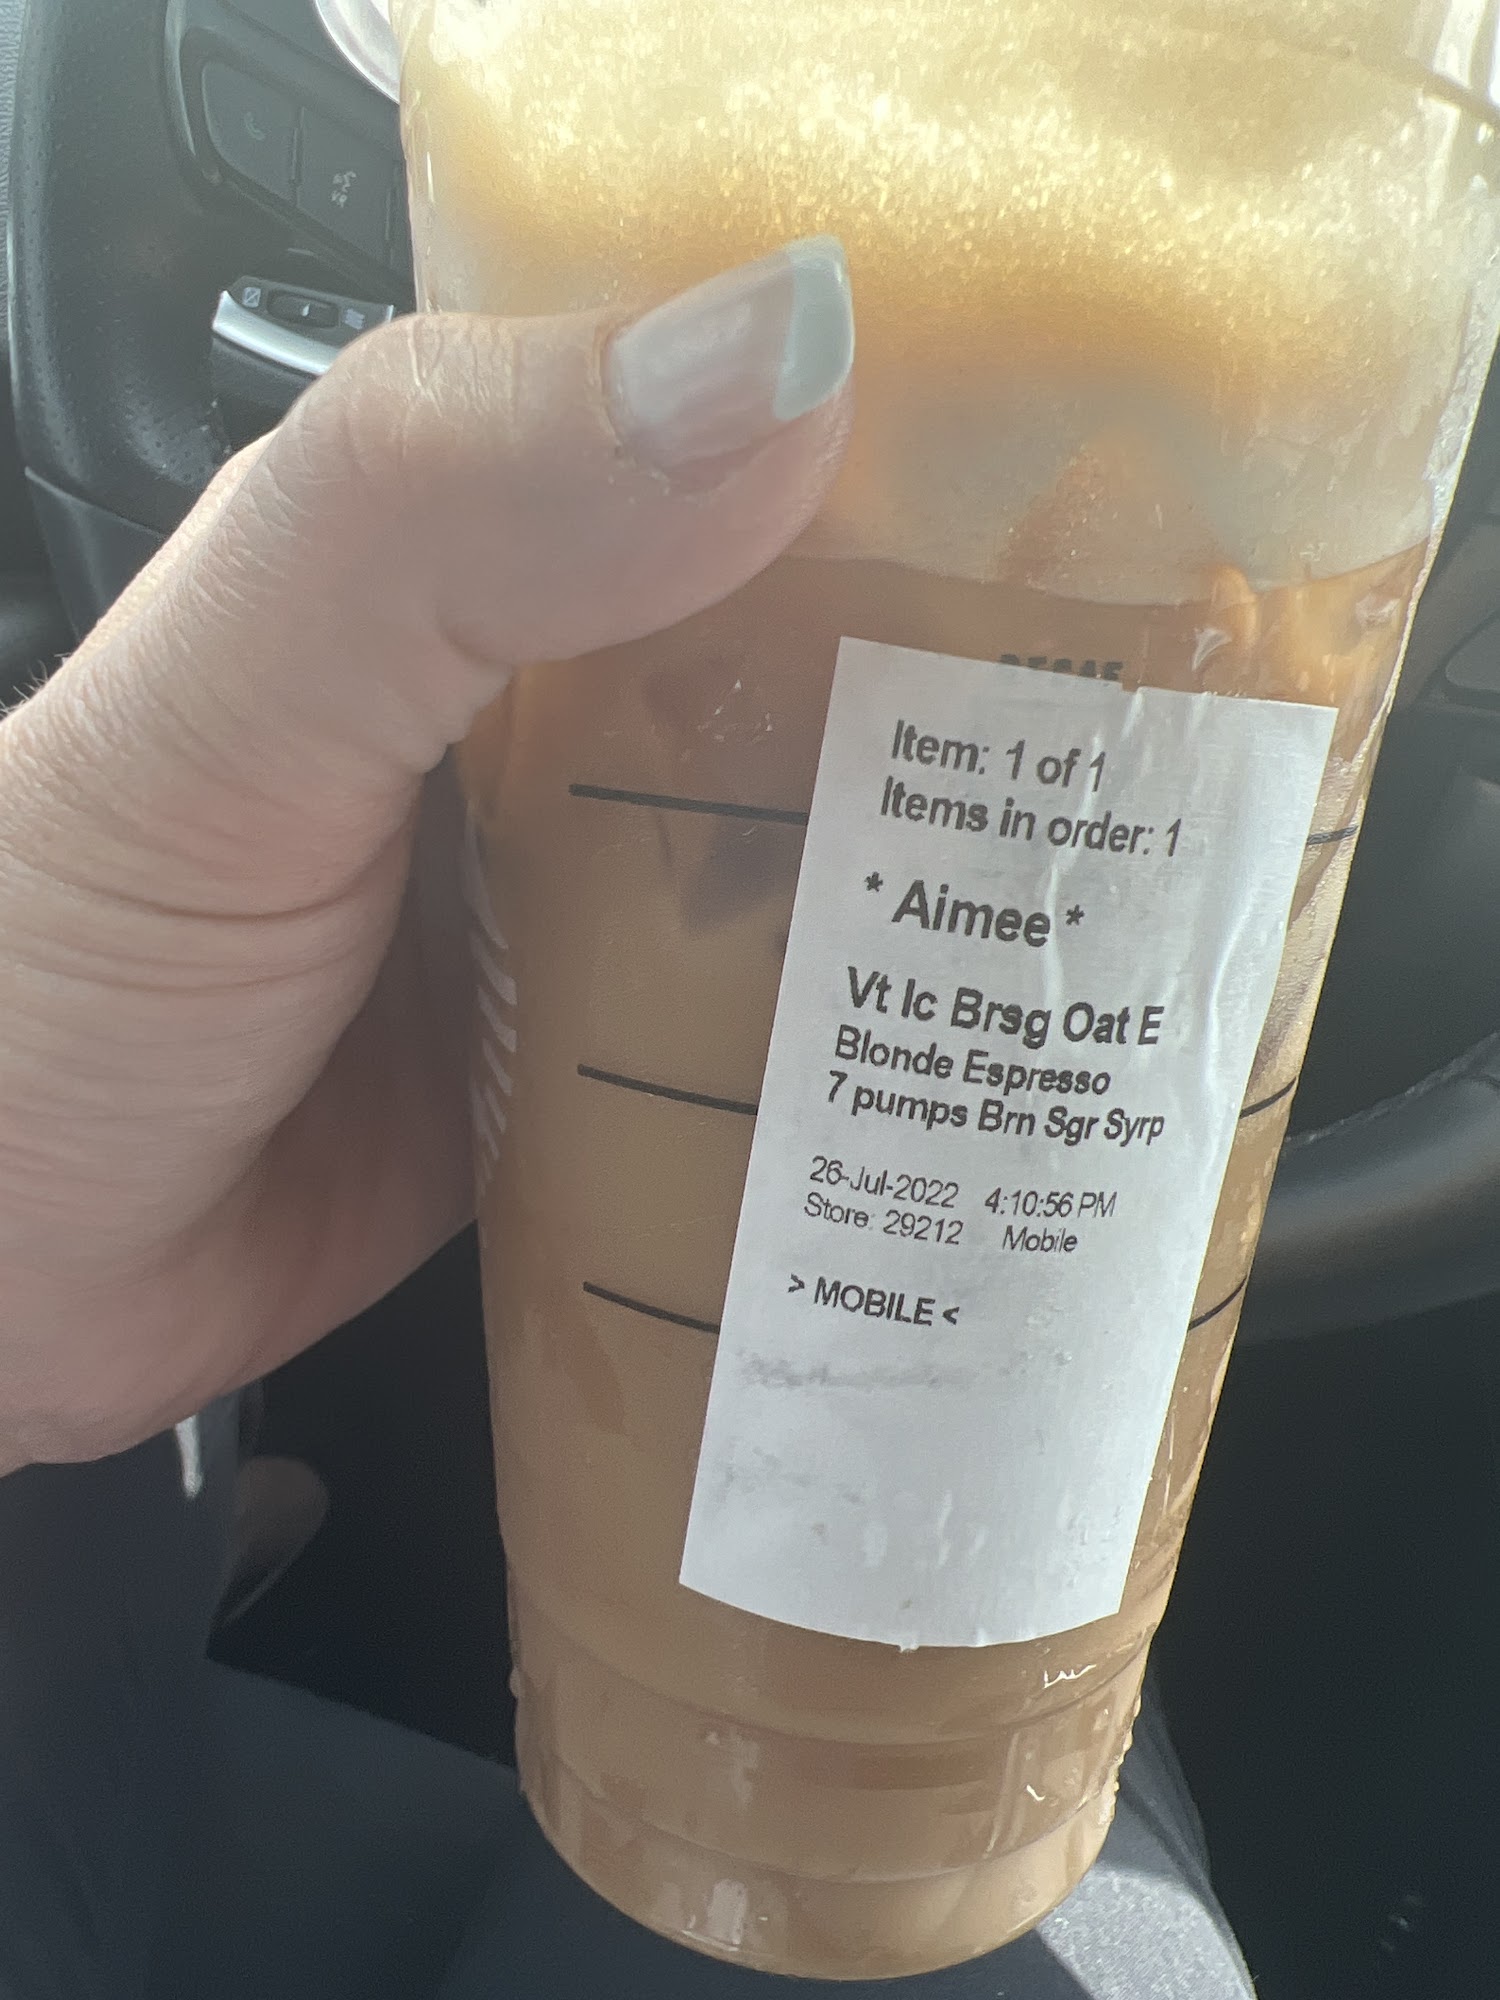 Item: 1 of 1
Items in order: 1
* Aimee *
Vt Ic Brsg Oat E
Blonde Espresso
7 pumps Brn Sgr Syrp
26-Jul-2022 4:10:56 PM
Store: 29212 Mobile
> MOBILE <